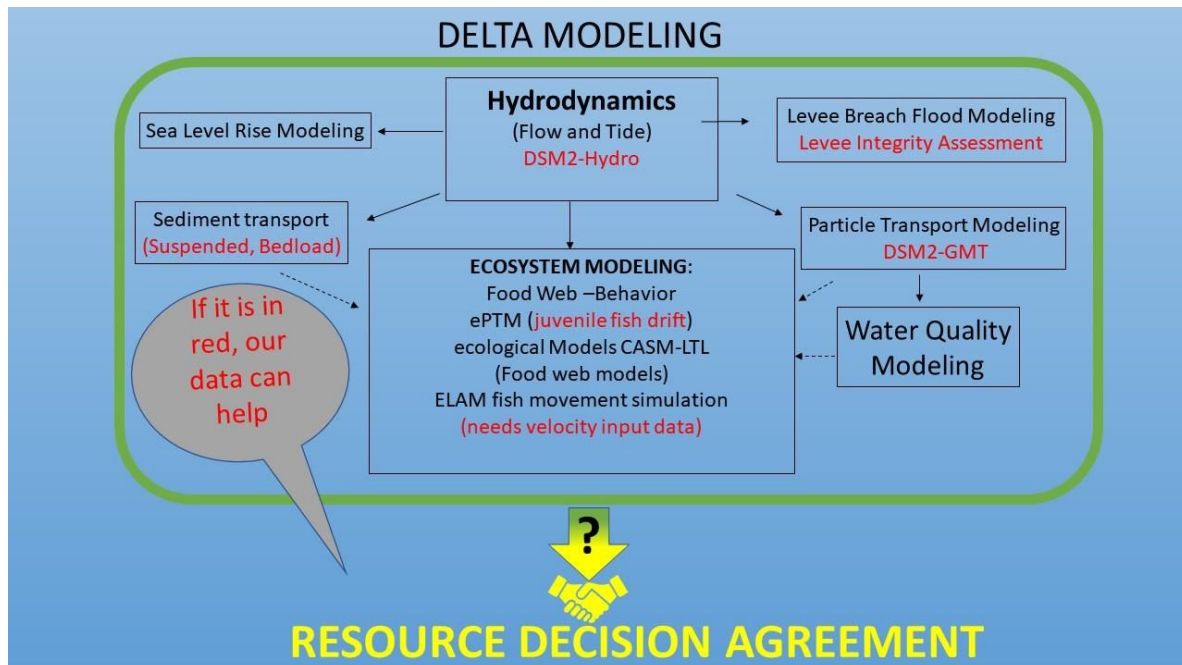 DELTA MODELING
Hydrodynamics
(Flow and Tide)
DSM2-Hydro
Sea Level Rise Modeling
Levee Breach Flood Modeling
Levee Integrity Assessment
Sediment transport
(Suspended, Bedload)
Particle Transport Modeling
DSM2-GMT
ECOSYSTEM MODELING:
Food Web –Behavior
ePTM (juvenile fish drift)
ecological Models CASM-LTL
(Food web models)
ELAM fish movement simulation
(needs velocity input data)
Water Quality
Modeling
If it is in
red, our
data can
help
?
RESOURCE DECISION AGREEMENT